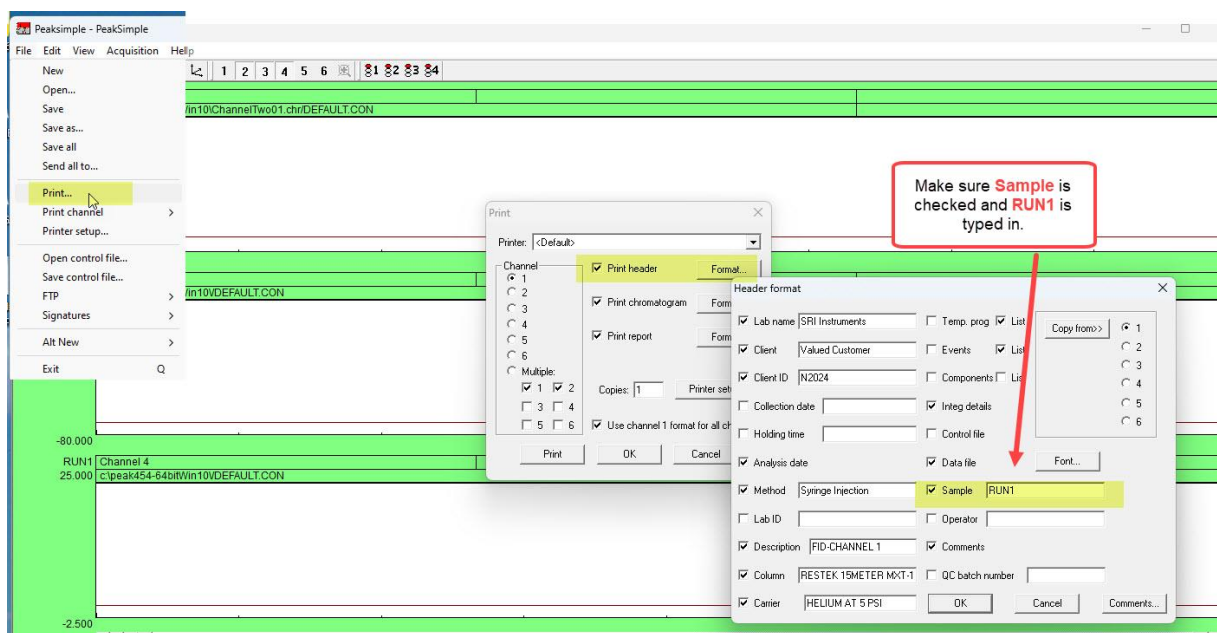 Peaksimple - PeakSimple
File Edit View Acquisition Help
1 2 3 4 5 6 81 82 83 84
New
Open...
Save
Save as...
Save all
Send all to...
Print...
Print channel >
Printer setup...
Open control file...
Save control file...
FTP >
Signatures >
Alt New >
Exit Q
/in10\ChannelTwo01.chr/DEFAULT.CON
/in10\/DEFAULT.CON
-80.000
RUN1 Channel 4
25.000 c:\peak454-64bitWin10\/DEFAULT.CON
-2.500
Make sure Sample is
checked and RUN1 is
typed in.
Print
Printer: <Default>
Channel
1
2
3
4
5
6
Multiple:
1 2
3 4
5 6
Print header Format...
Print chromatogram Form
Print report Form
Copies: 1 Printer set
Use channel 1 format for all ch
Print OK Cancel
Header format
Lab name SRI Instruments
Client Valued Customer
Client ID N2024
Collection date
Holding time
Analysis date
Method Syringe Injection
Lab ID
Description FID-CHANNEL 1
Column RESTEK 15METER MXT-1
Carrier HELIUM AT 5 PSI
Temp. prog List
Events List
Components List
Integ details
Control file
Data file
Sample RUN1
Operator
Comments
QC batch number
Copy from>>
1
2
3
4
5
6
Font...
OK Cancel Comments...